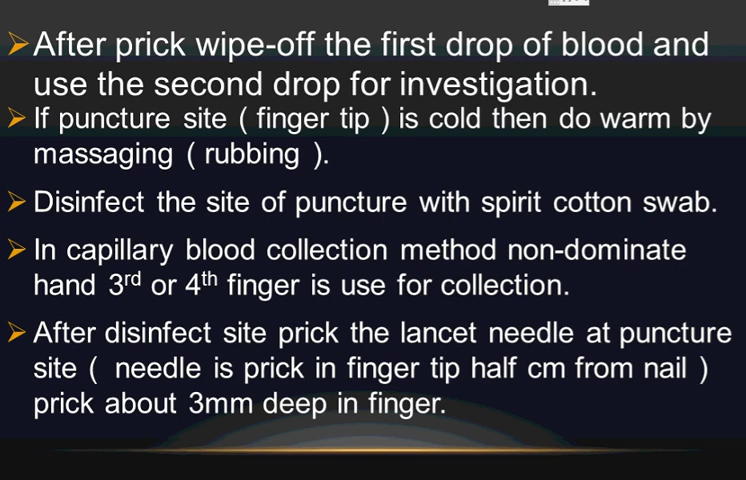 After prick wipe-off the first drop of blood and
use the second drop for investigation.
If puncture site ( finger tip ) is cold then do warm by
massaging ( rubbing ).
Disinfect the site of puncture with spirit cotton swab.
In capillary blood collection method non-dominate
hand 3rd or 4th finger is use for collection.
After disinfect site prick the lancet needle at puncture
site ( needle is prick in finger tip half cm from nail )
prick about 3mm deep in finger.